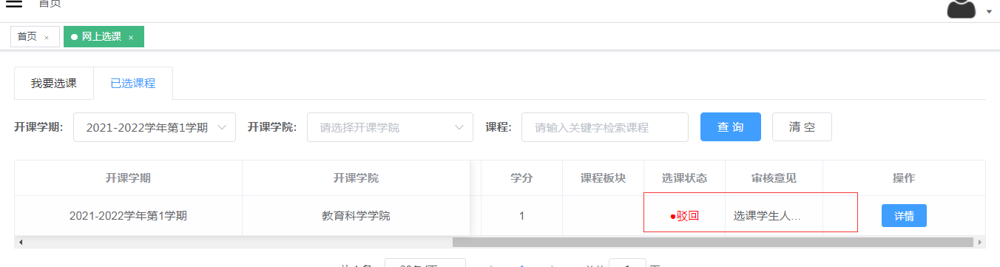 首页
首页 ×
网上选课 ×
我要选课 已选课程
开课学期: 2021-2022学年第1学期 开课学院: 请选择开课学院 课程: 请输入关键字检索课程 查 询 清 空
开课学期 开课学院 学分 课程板块 选课状态 审核意见 操作
2021-2022学年第1学期 教育科学学院 1 ●驳回 选课学生人... 详情